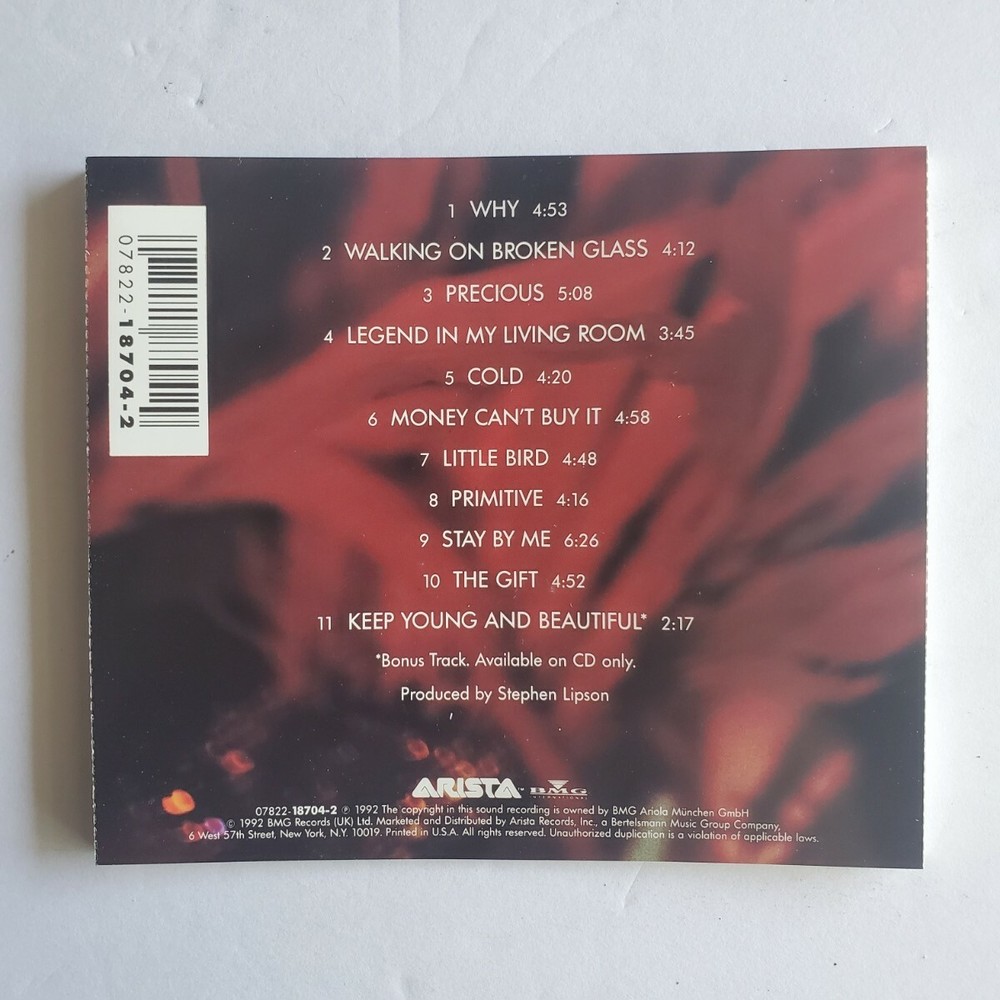 07822-18704-2
1 WHY 4:53
2 WALKING ON BROKEN GLASS 4:12
3 PRECIOUS 5:08
4 LEGEND IN MY LIVING ROOM 3:45
5 COLD 4:20
6 MONEY CAN'T BUY IT 4:58
7 LITTLE BIRD 4:48
8 PRIMITIVE 4:16
9 STAY BY ME 6:26
10 THE GIFT 4:52
11 KEEP YOUNG AND BEAUTIFUL* 2:17
*Bonus Track. Available on CD only.
Produced by Stephen Lipson
ARISTA™ BMG
INTERNATIONAL
07822-18704-2 ℗ 1992 The copyright in this sound recording is owned by BMG Ariola München GmbH
© 1992 BMG Records (UK) Ltd. Marketed and Distributed by Arista Records, Inc., a Bertelsmann Music Group Company,
6 West 57th Street, New York, N.Y. 10019. Printed in U.S.A. All rights reserved. Unauthorized duplication is a violation of applicable laws.